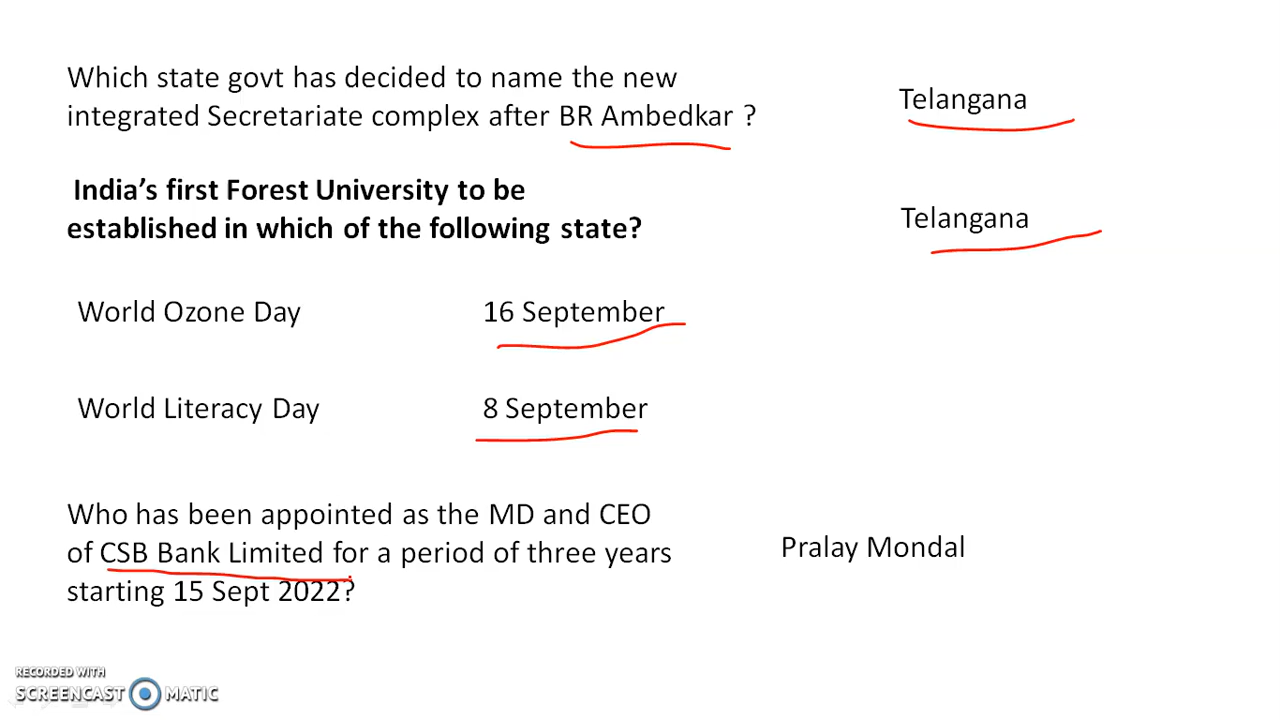 Which state govt has decided to name the new
integrated Secretariate complex after BR Ambedkar ?
Telangana
India’s first Forest University to be
established in which of the following state?
Telangana
World Ozone Day 16 September
World Literacy Day 8 September
Who has been appointed as the MD and CEO
of CSB Bank Limited for a period of three years
starting 15 Sept 2022?
Pralay Mondal
RECORDED WITH
SCREENCAST MATIC